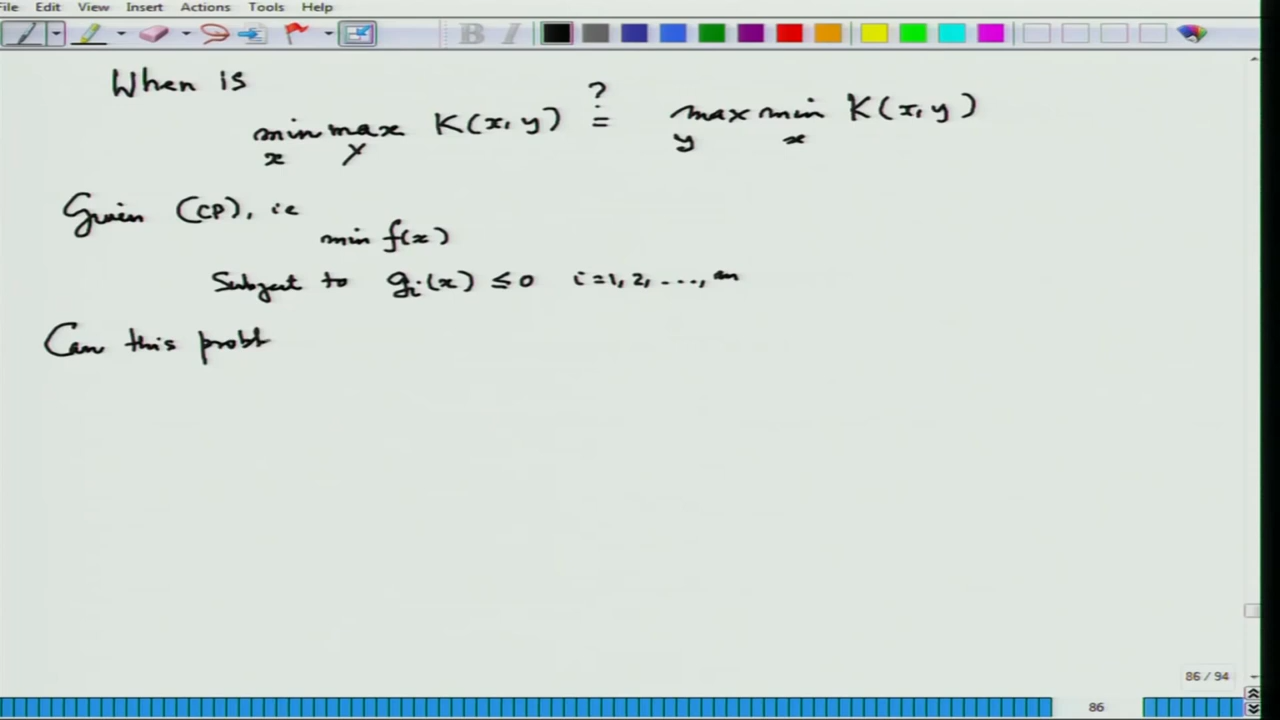 File Edit View Insert Actions Tools Help
B I
When is
min max K(x, y) ?= max min K(x, y)
x y y x
Given (CP), ie
min f(x)
Subject to gi(x) ≤ 0 i=1, 2, ..., m
Can this probl
86 / 94
86